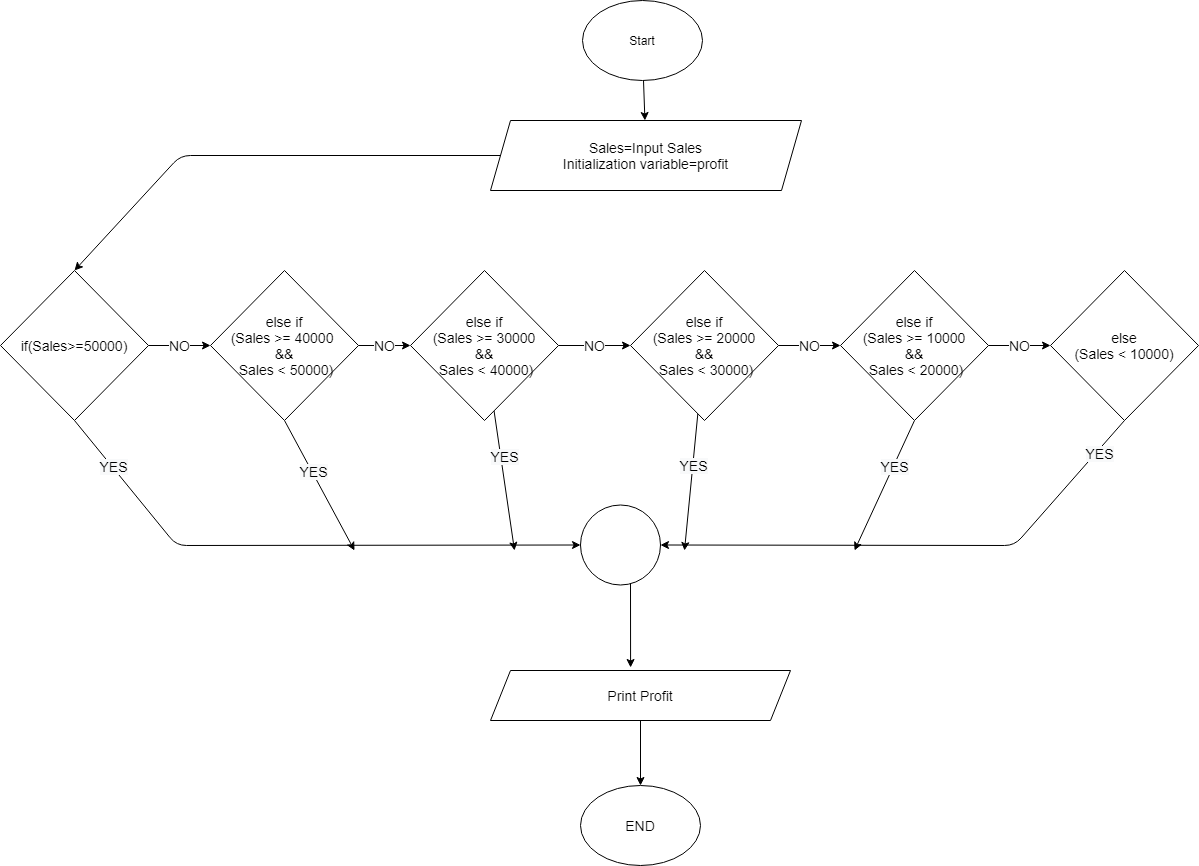 Start
Sales=Input Sales
Initialization variable=profit
if(Sales>=50000)
NO
else if
(Sales >= 40000
&&
Sales < 50000)
NO
else if
(Sales >= 30000
&&
Sales < 40000)
NO
else if
(Sales >= 20000
&&
Sales < 30000)
NO
else if
(Sales >= 10000
&&
Sales < 20000)
NO
else
(Sales < 10000)
YES
YES
YES
YES
YES
YES
Print Profit
END